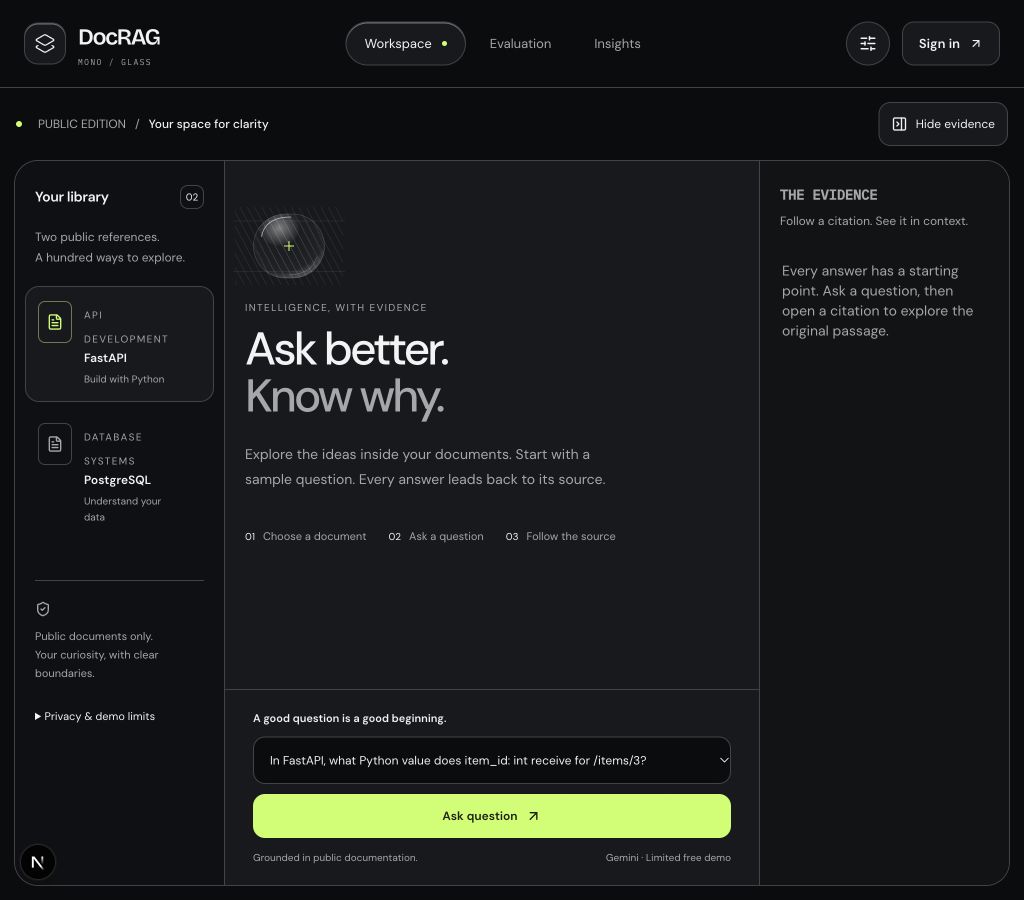 DocRAG
MONO / GLASS
Workspace
Evaluation
Insights
Sign in
PUBLIC EDITION / Your space for clarity
Hide evidence
Your library
02
Two public references.
A hundred ways to explore.
API
DEVELOPMENT
FastAPI
Build with Python
DATABASE
SYSTEMS
PostgreSQL
Understand your
data
Public documents only.
Your curiosity, with clear
boundaries.
Privacy & demo limits
N
INTELLIGENCE, WITH EVIDENCE
Ask better.
Know why.
Explore the ideas inside your documents. Start with a
sample question. Every answer leads back to its source.
01 Choose a document
02 Ask a question
03 Follow the source
A good question is a good beginning.
In FastAPI, what Python value does item_id: int receive for /items/3?
Ask question
Grounded in public documentation.
Gemini · Limited free demo
THE EVIDENCE
Follow a citation. See it in context.
Every answer has a starting
point. Ask a question, then
open a citation to explore the
original passage.